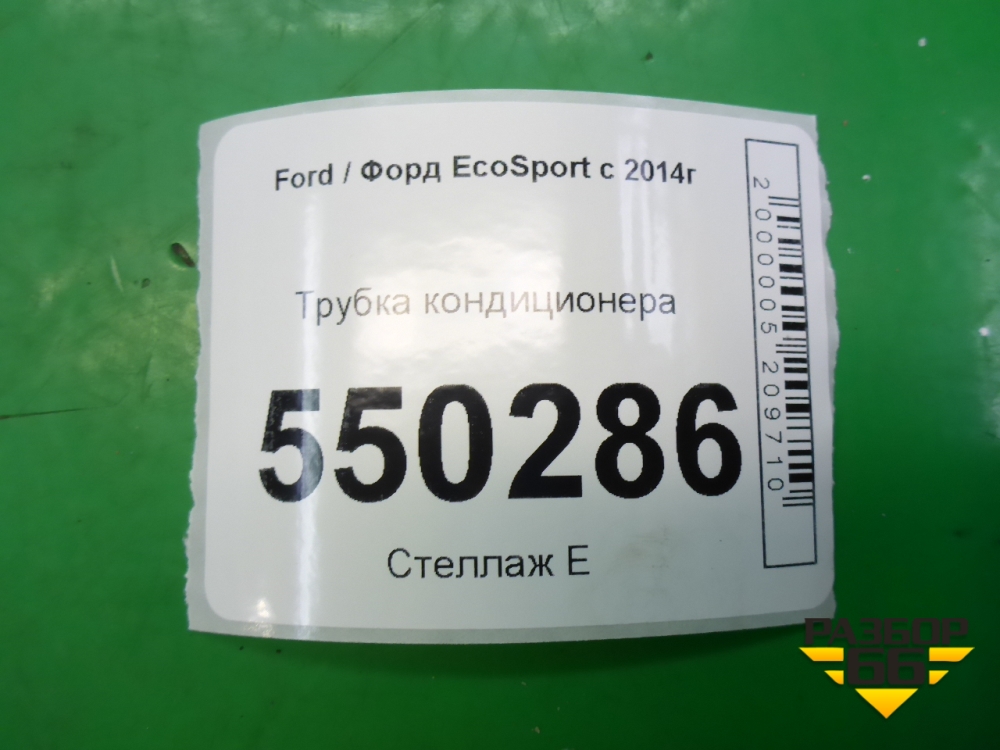 Ford / Форд EcoSport с 2014г
Трубка кондиционера
550286
Стеллаж Е
2000005209710
РАЗБОР
66